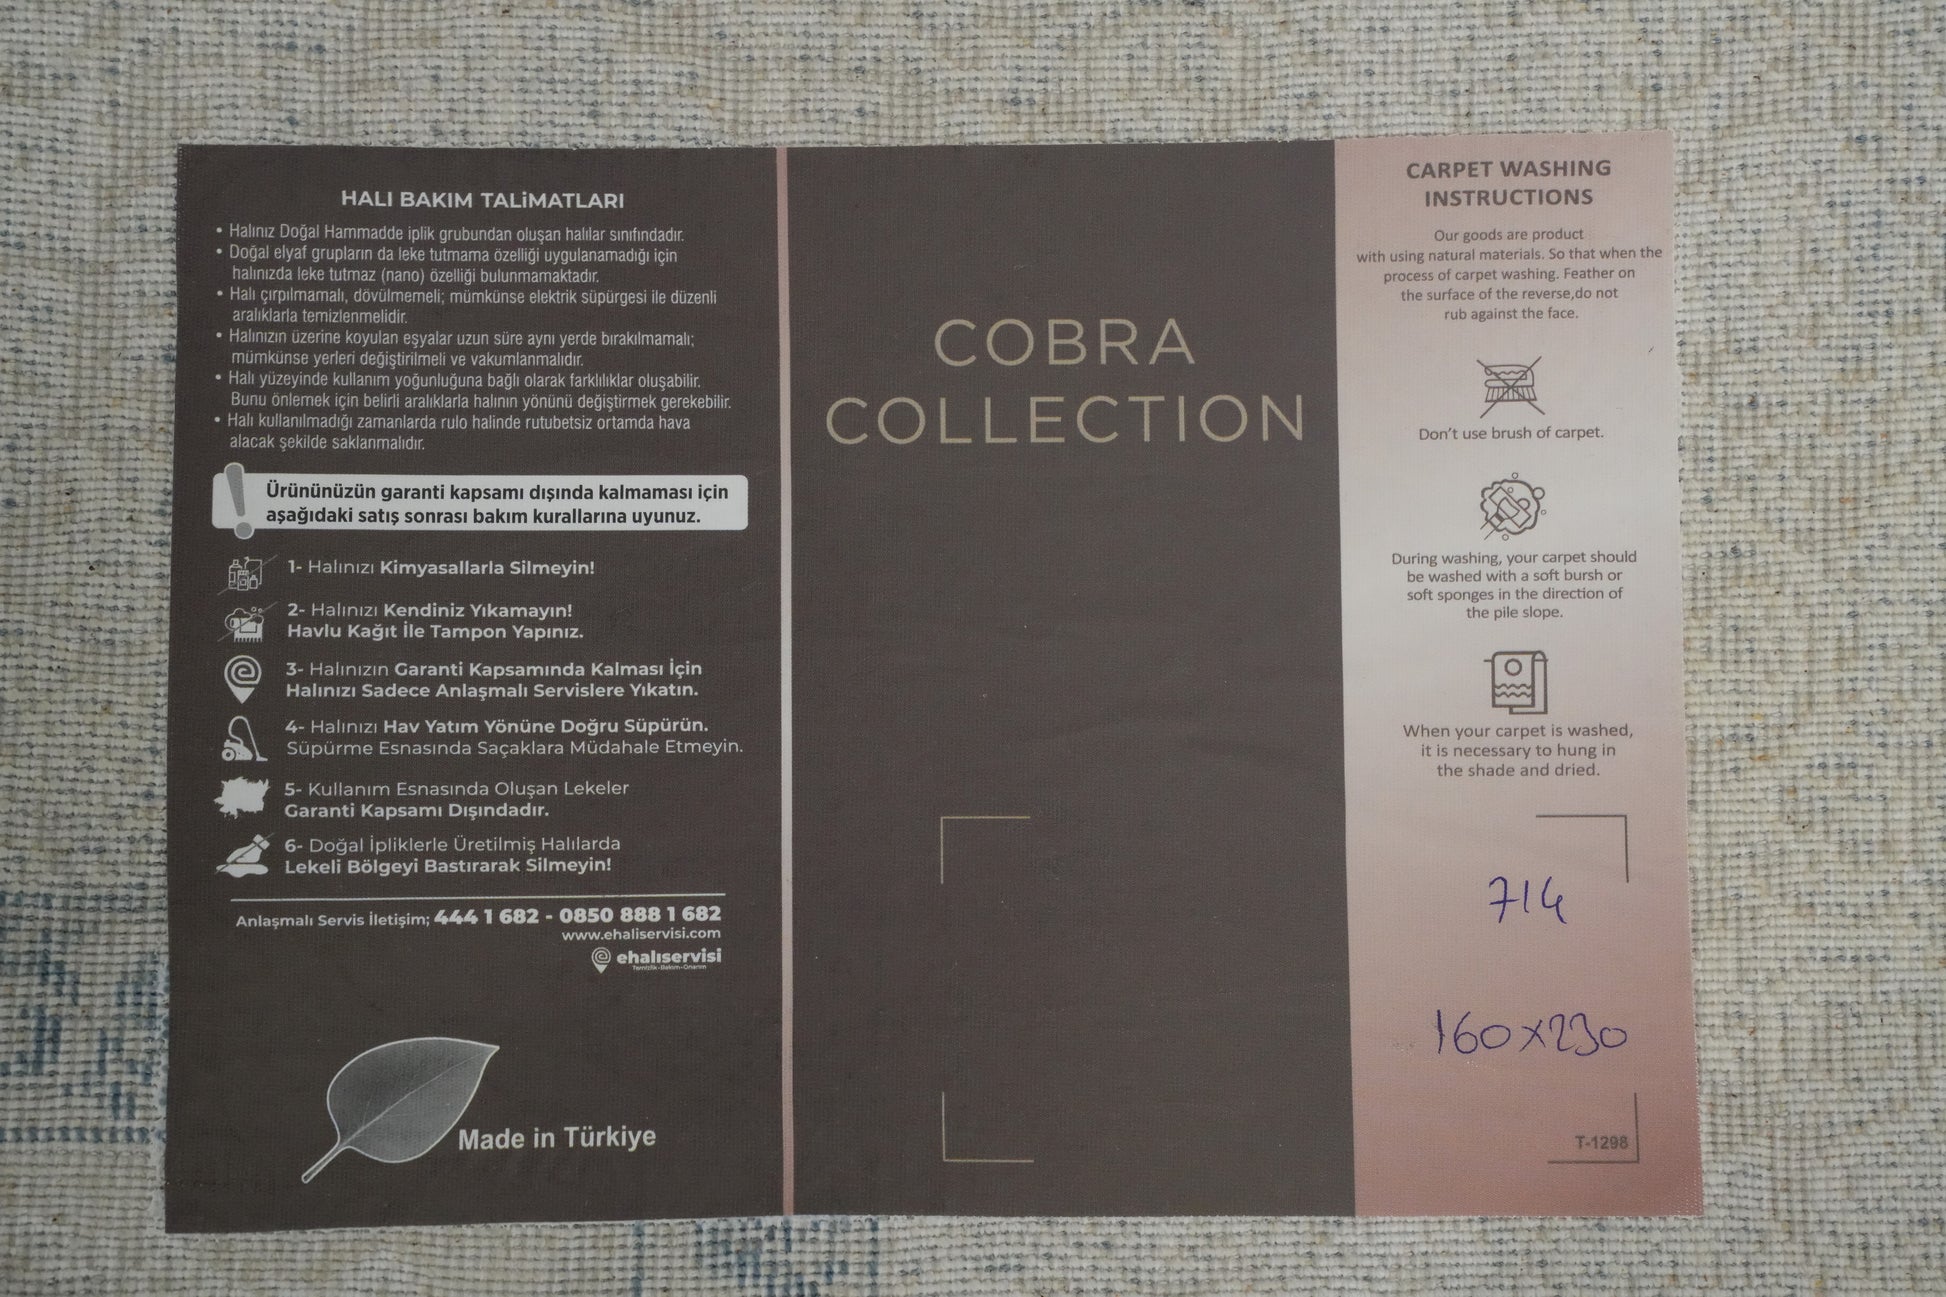 HALI BAKIM TALİMATLARI
• Halınız Doğal Hammadde iplik grubundan oluşan halılar sınıfındadır.
• Doğal elyaf grupların da leke tutmama özelliği uygulanamadığı için
halınızda leke tutmaz (nano) özelliği bulunmamaktadır.
• Halı çırpılmamalı, dövülmemeli; mümkünse elektrik süpürgesi ile düzenli
aralıklarla temizlenmelidir.
• Halınızın üzerine koyulan eşyalar uzun süre aynı yerde bırakılmamalı;
mümkünse yerleri değiştirilmeli ve vakumlanmalıdır.
• Halı yüzeyinde kullanım yoğunluğuna bağlı olarak farklılıklar oluşabilir.
Bunu önlemek için belirli aralıklarla halının yönünü değiştirmek gerekebilir.
• Halı kullanılmadığı zamanlarda rulo halinde rutubetsiz ortamda hava
alacak şekilde saklanmalıdır.
Ürününüzün garanti kapsamı dışında kalmaması için
aşağıdaki satış sonrası bakım kurallarına uyunuz.
1- Halınızı Kimyasallarla Silmeyin!
2- Halınızı Kendiniz Yıkamayın!
Havlu Kağıt İle Tampon Yapınız.
3- Halınızın Garanti Kapsamında Kalması İçin
Halınızı Sadece Anlaşmalı Servislere Yıkatın.
4- Halınızı Hav Yatım Yönüne Doğru Süpürün.
Süpürme Esnasında Saçaklara Müdahale Etmeyin.
5- Kullanım Esnasında Oluşan Lekeler
Garanti Kapsamı Dışındadır.
6- Doğal İpliklerle Üretilmiş Halılarda
Lekeli Bölgeyi Bastırarak Silmeyin!
Anlaşmalı Servis İletişim; 444 1 682 - 0850 888 1 682
www.ehaliservisi.com
ehalıservisi
Temizlik-Bakım-Onarım
Made in Türkiye
COBRA
COLLECTION
CARPET WASHING
INSTRUCTIONS
Our goods are product
with using natural materials. So that when the
process of carpet washing. Feather on
the surface of the reverse,do not
rub against the face.
Don't use brush of carpet.
During washing, your carpet should
be washed with a soft bursh or
soft sponges in the direction of
the pile slope.
When your carpet is washed,
it is necessary to hung in
the shade and dried.
714
160x230
T-1298